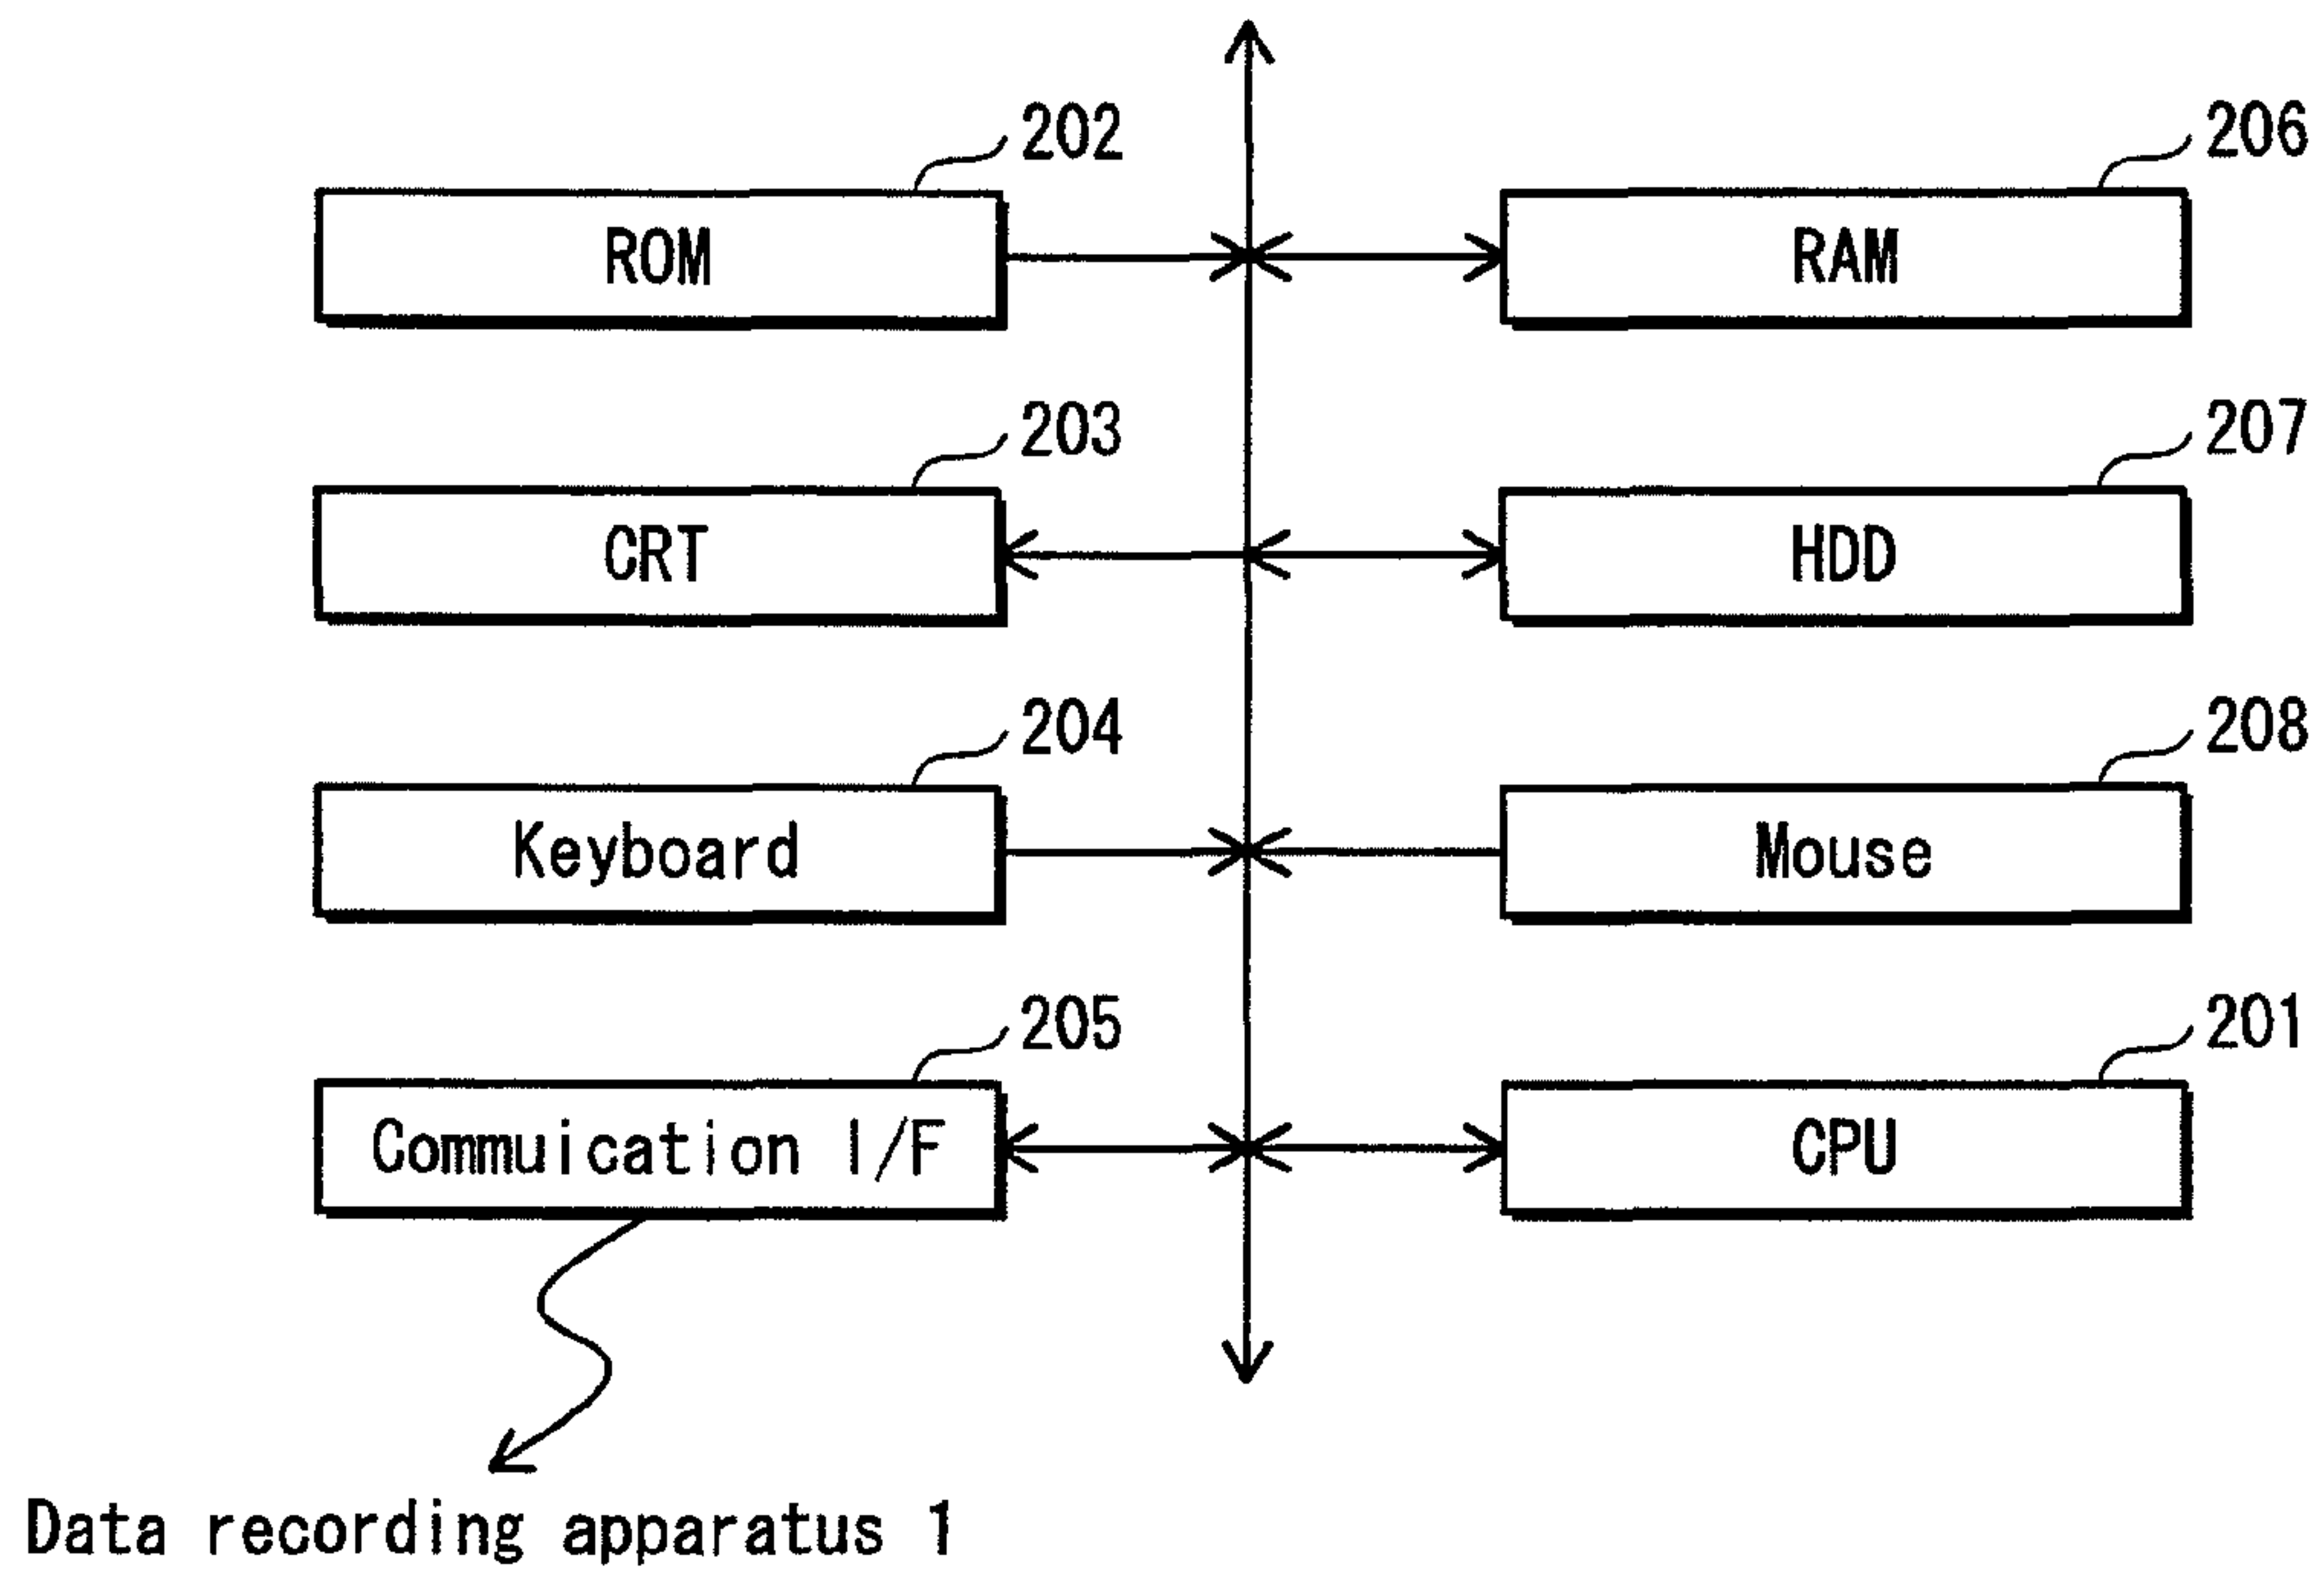 202
206
ROM
RAM
203
207
CRT
HDD
204
208
Keyboard
Mouse
205
201
Commuication I/F
CPU
Data recording apparatus 1